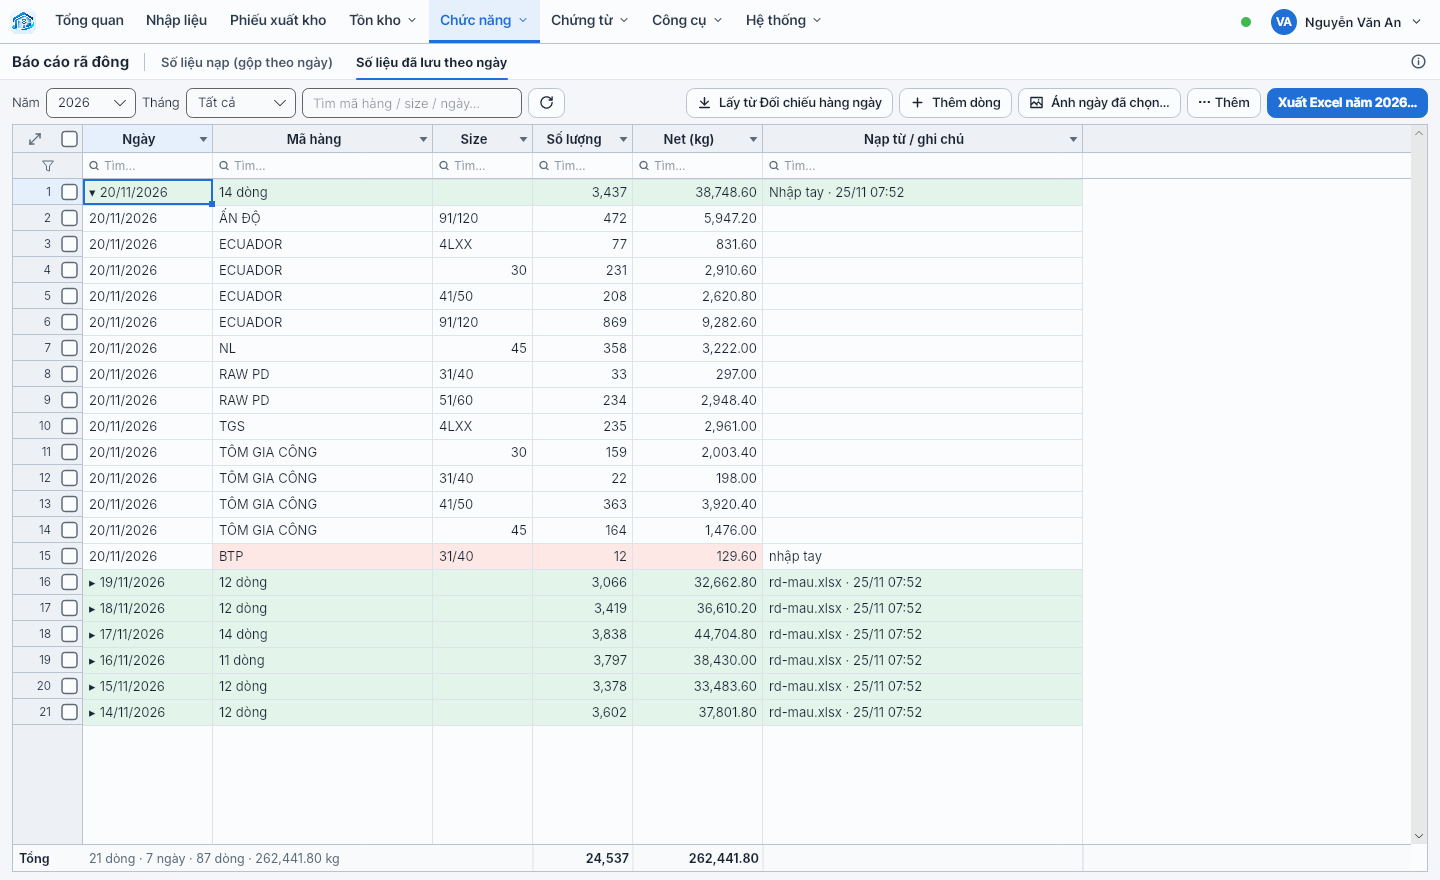 Tổng quan Nhập liệu Phiếu xuất kho Tồn kho Chức năng Chứng từ Công cụ Hệ thống VA Nguyễn Văn An
Báo cáo rã đông Số liệu nạp (gộp theo ngày) Số liệu đã lưu theo ngày
Năm 2026 Tháng Tất cả Tìm mã hàng / size / ngày... Lấy từ Đối chiếu hàng ngày Thêm dòng Ảnh ngày đã chọn... Thêm Xuất Excel năm 2026...
Ngày Mã hàng Size Số lượng Net (kg) Nạp từ / ghi chú
Tìm... Tìm... Tìm... Tìm... Tìm... Tìm...
1 ▾ 20/11/2026 14 dòng 3,437 38,748.60 Nhập tay · 25/11 07:52
2 20/11/2026 ẤN ĐỘ 91/120 472 5,947.20
3 20/11/2026 ECUADOR 4LXX 77 831.60
4 20/11/2026 ECUADOR 30 231 2,910.60
5 20/11/2026 ECUADOR 41/50 208 2,620.80
6 20/11/2026 ECUADOR 91/120 869 9,282.60
7 20/11/2026 NL 45 358 3,222.00
8 20/11/2026 RAW PD 31/40 33 297.00
9 20/11/2026 RAW PD 51/60 234 2,948.40
10 20/11/2026 TGS 4LXX 235 2,961.00
11 20/11/2026 TÔM GIA CÔNG 30 159 2,003.40
12 20/11/2026 TÔM GIA CÔNG 31/40 22 198.00
13 20/11/2026 TÔM GIA CÔNG 41/50 363 3,920.40
14 20/11/2026 TÔM GIA CÔNG 45 164 1,476.00
15 20/11/2026 BTP 31/40 12 129.60 nhập tay
16 ▸ 19/11/2026 12 dòng 3,066 32,662.80 rd-mau.xlsx · 25/11 07:52
17 ▸ 18/11/2026 12 dòng 3,419 36,610.20 rd-mau.xlsx · 25/11 07:52
18 ▸ 17/11/2026 14 dòng 3,838 44,704.80 rd-mau.xlsx · 25/11 07:52
19 ▸ 16/11/2026 11 dòng 3,797 38,430.00 rd-mau.xlsx · 25/11 07:52
20 ▸ 15/11/2026 12 dòng 3,378 33,483.60 rd-mau.xlsx · 25/11 07:52
21 ▸ 14/11/2026 12 dòng 3,602 37,801.80 rd-mau.xlsx · 25/11 07:52
Tổng 21 dòng · 7 ngày · 87 dòng · 262,441.80 kg 24,537 262,441.80